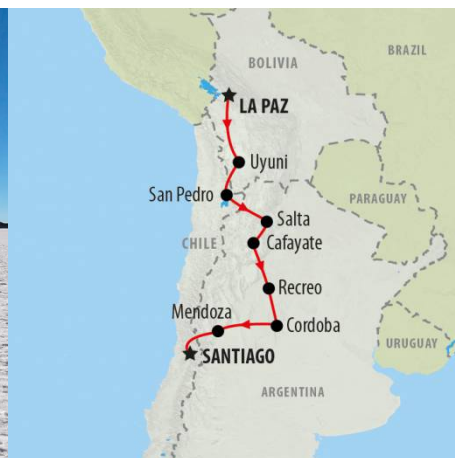 BRAZIL
BOLIVIA
LA PAZ
Uyuni
San Pedro
PARAGUAY
Salta
CHILE
Cafayate
Recreo
Mendoza
Cordoba
URUGUAY
SANTIAGO
ARGENTINA